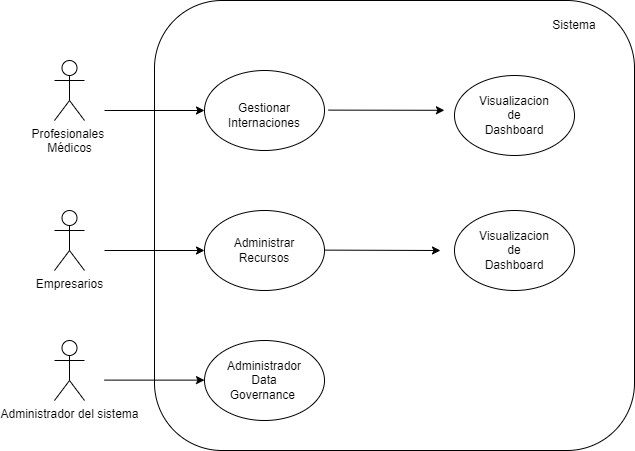 Sistema
Profesionales
Médicos
Gestionar
Internaciones
Visualizacion
de
Dashboard
Empresarios
Administrar
Recursos
Visualizacion
de
Dashboard
Administrador del sistema
Administrador
Data
Governance